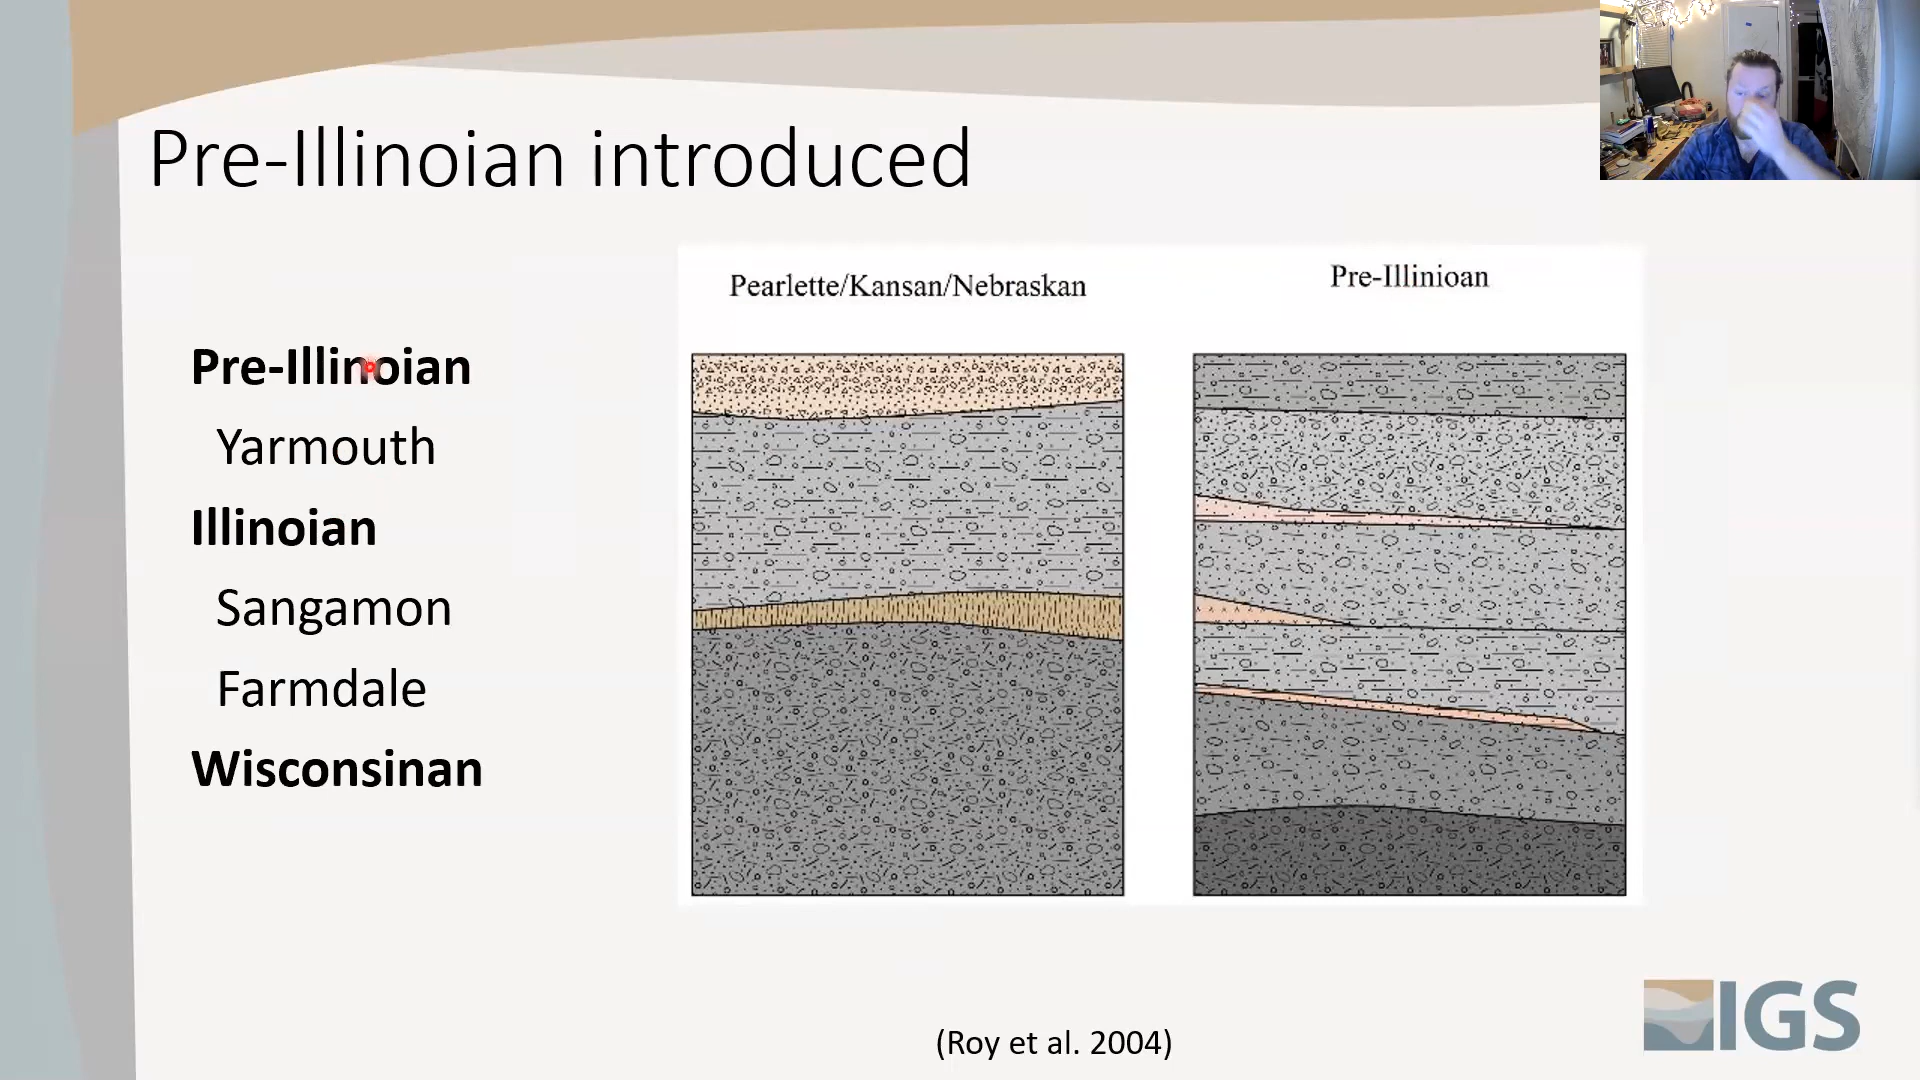 Pre-Illinoian introduced
Pearlette/Kansan/Nebraskan
Pre-Illinioan
Pre-Illinoian
Yarmouth
Illinoian
Sangamon
Farmdale
Wisconsinan
(Roy et al. 2004)
IGS